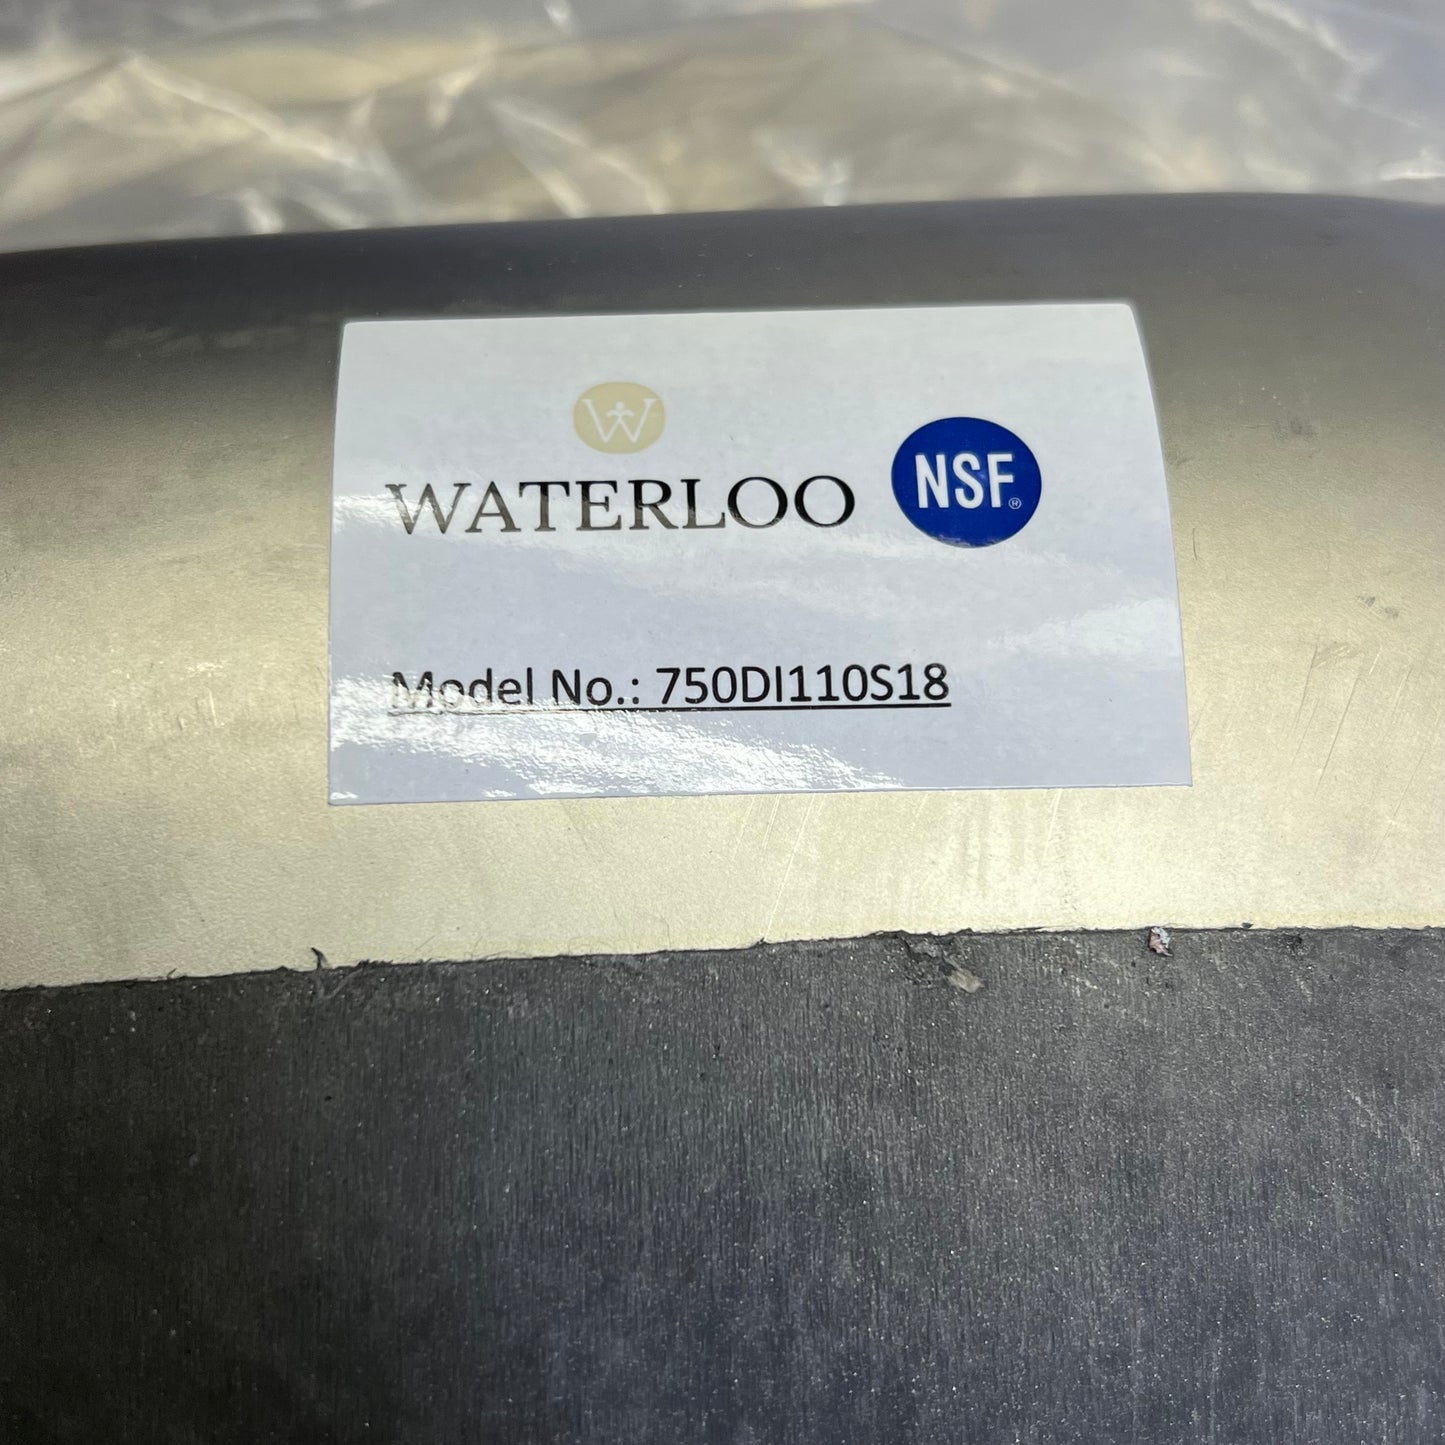 W
WATERLOO
NSF®
Model No.: 750DI110S18